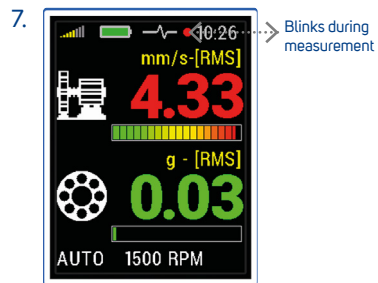 7.
10:26
Blinks during
measurement
mm/s-[RMS]
4.33
g - [RMS]
0.03
AUTO 1500 RPM